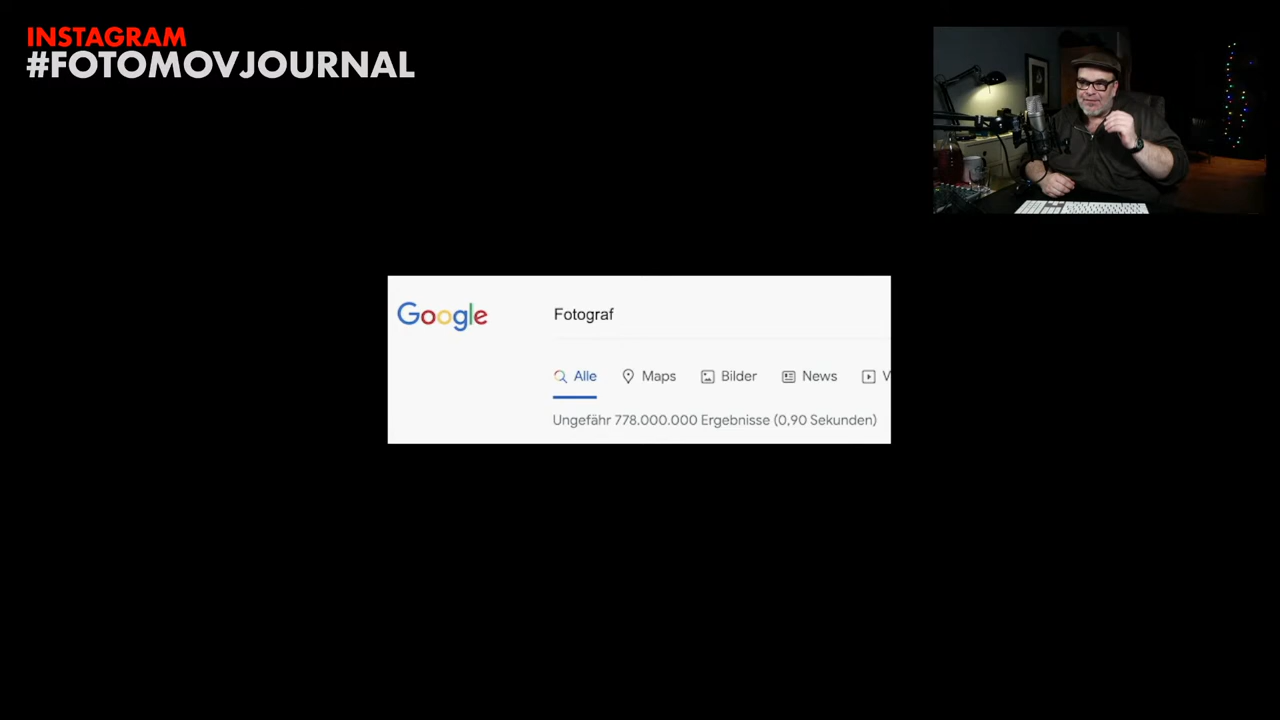 INSTAGRAM
#FOTOMOVJOURNAL
Google
Fotograf
Alle Maps Bilder News V
Ungefähr 778.000.000 Ergebnisse (0,90 Sekunden)